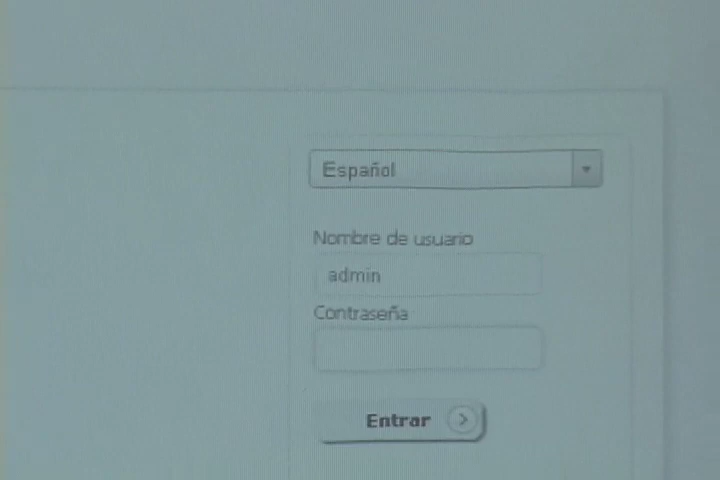 Español
Nombre de usuario
admin
Contraseña
Entrar